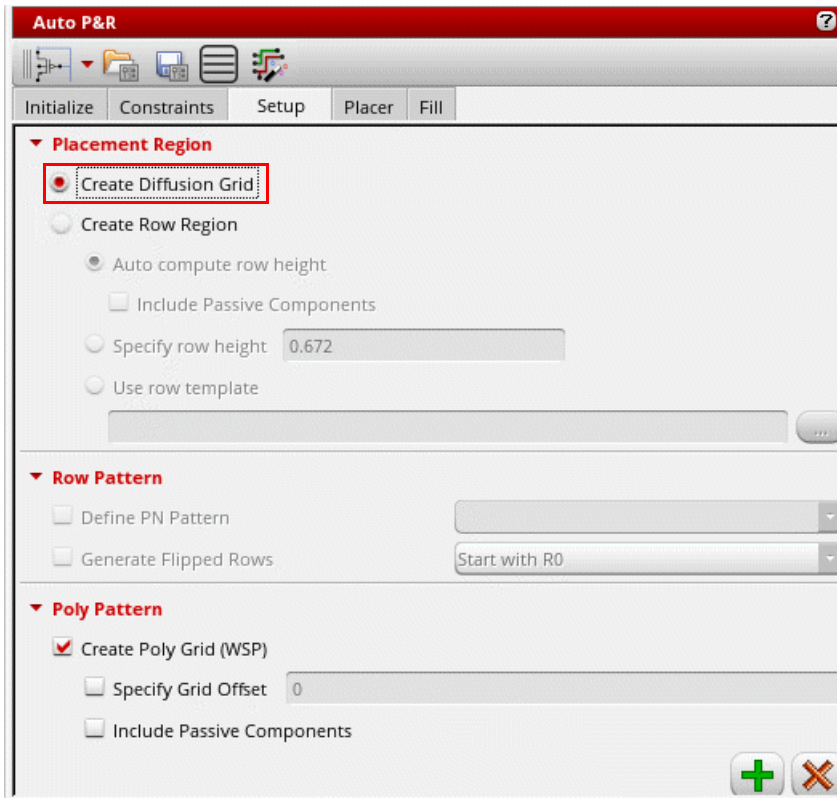 Auto P&R ?
Initialize Constraints Setup Placer Fill
Placement Region
Create Diffusion Grid
Create Row Region
Auto compute row height
Include Passive Components
Specify row height 0.672
Use row template
...
Row Pattern
Define PN Pattern
Generate Flipped Rows Start with R0
Poly Pattern
Create Poly Grid (WSP)
Specify Grid Offset 0
Include Passive Components